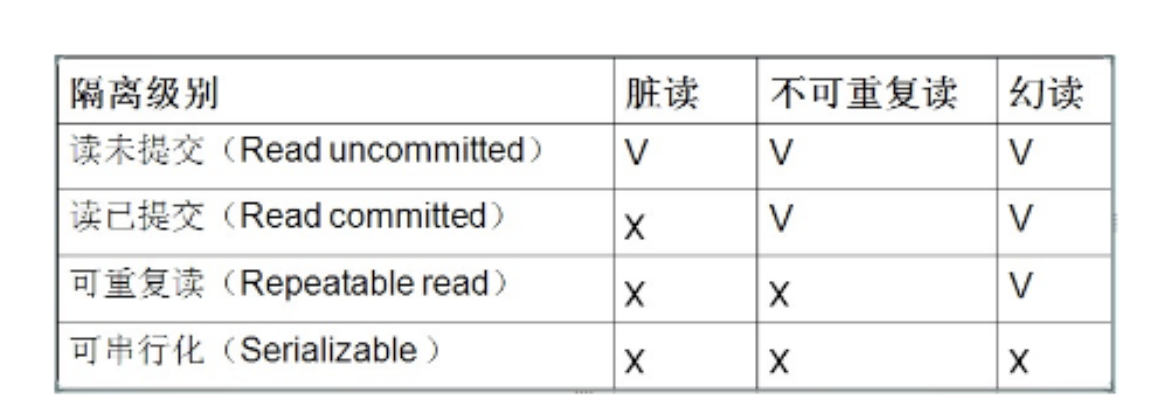 隔离级别 脏读 不可重复读 幻读
读未提交（Read uncommitted） V V V
读已提交（Read committed） x V V
可重复读（Repeatable read） x x V
可串行化（Serializable ） x x x